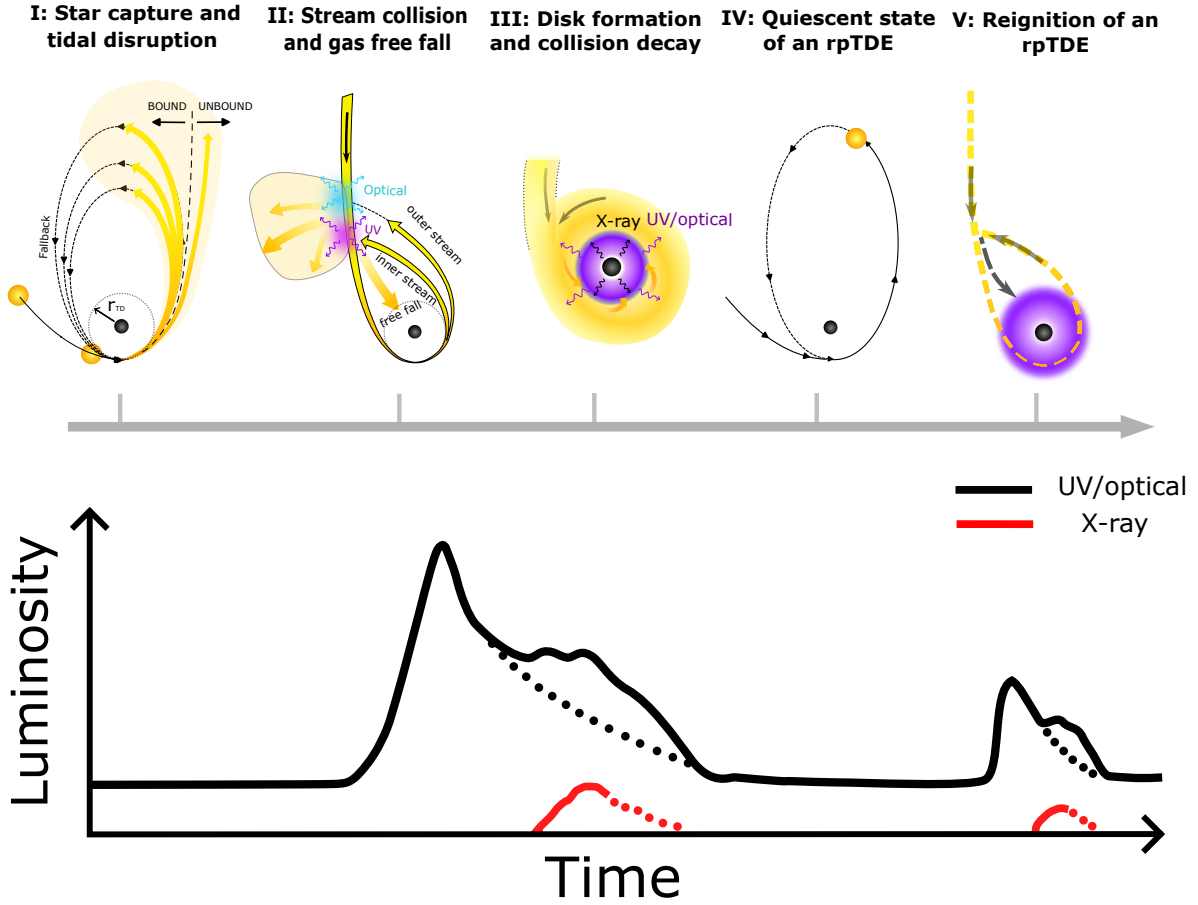 I: Star capture and
tidal disruption
II: Stream collision
and gas free fall
III: Disk formation
and collision decay
IV: Quiescent state
of an rpTDE
V: Reignition of an
rpTDE
BOUND
UNBOUND
Fallback
rTD
Optical
UV
outer stream
inner stream
free fall
X-ray
UV/optical
UV/optical
X-ray
Luminosity
Time